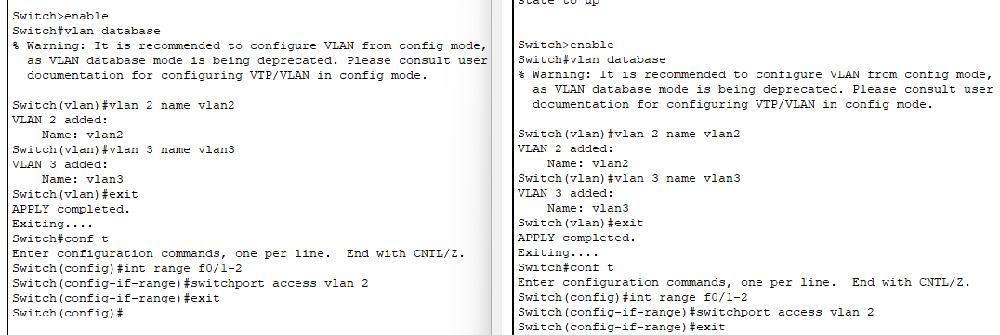 Switch>enable
Switch#vlan database
% Warning: It is recommended to configure VLAN from config mode,
  as VLAN database mode is being deprecated. Please consult user
  documentation for configuring VTP/VLAN in config mode.
Switch(vlan)#vlan 2 name vlan2
VLAN 2 added:
    Name: vlan2
Switch(vlan)#vlan 3 name vlan3
VLAN 3 added:
    Name: vlan3
Switch(vlan)#exit
APPLY completed.
Exiting....
Switch#conf t
Enter configuration commands, one per line.  End with CNTL/Z.
Switch(config)#int range f0/1-2
Switch(config-if-range)#switchport access vlan 2
Switch(config-if-range)#exit
Switch(config)#
state to up
Switch>enable
Switch#vlan database
% Warning: It is recommended to configure VLAN from config mode,
  as VLAN database mode is being deprecated. Please consult user
  documentation for configuring VTP/VLAN in config mode.
Switch(vlan)#vlan 2 name vlan2
VLAN 2 added:
    Name: vlan2
Switch(vlan)#vlan 3 name vlan3
VLAN 3 added:
    Name: vlan3
Switch(vlan)#exit
APPLY completed.
Exiting....
Switch#conf t
Enter configuration commands, one per line.  End with CNTL/Z.
Switch(config)#int range f0/1-2
Switch(config-if-range)#switchport access vlan 2
Switch(config-if-range)#exit